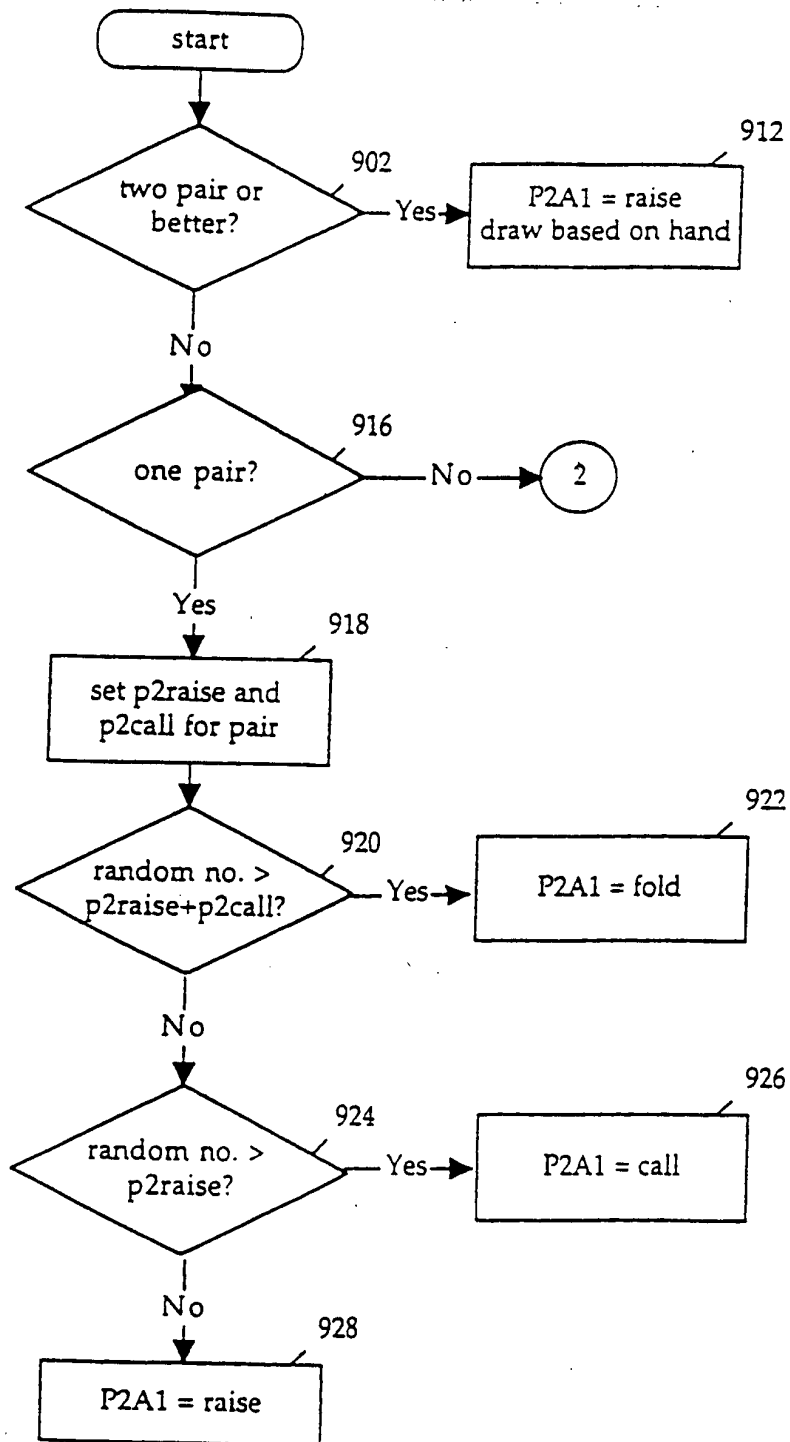 start
902
two pair or
better?
Yes
912
P2A1 = raise
draw based on hand
No
916
one pair?
No
2
Yes
918
set p2raise and
p2call for pair
920
random no. >
p2raise+p2call?
Yes
922
P2A1 = fold
No
924
random no. >
p2raise?
Yes
926
P2A1 = call
No
928
P2A1 = raise